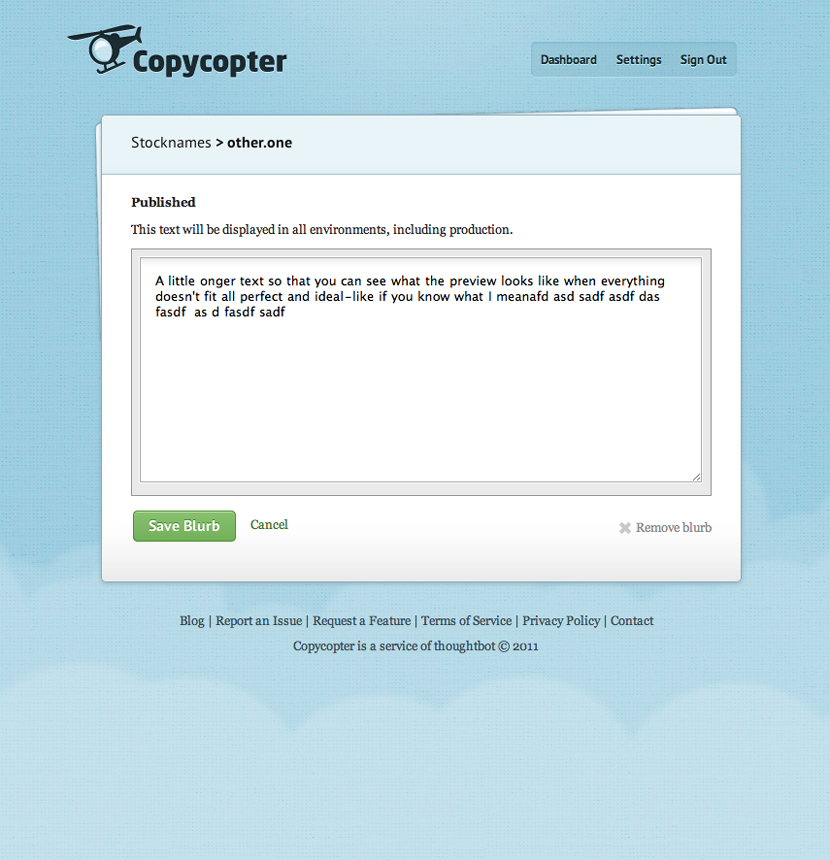 Copycopter
Dashboard Settings Sign Out
Stocknames > other.one
Published
This text will be displayed in all environments, including production.
A little onger text so that you can see what the preview looks like when everything
doesn't fit all perfect and ideal-like if you know what I meanafd asd sadf asdf das
fasdf  as d fasdf sadf
Save Blurb Cancel Remove blurb
Blog | Report an Issue | Request a Feature | Terms of Service | Privacy Policy | Contact
Copycopter is a service of thoughtbot © 2011